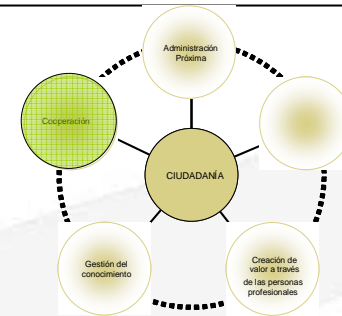 Administración
Próxima
Cooperación
CIUDADANÍA
Gestión del
conocimiento
Creación de
valor a través
de las personas
profesionales